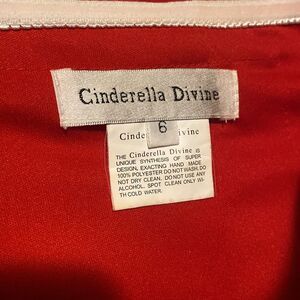 Cinderella Divine
6
Cinde vine
THE Cinderella Divine IS
UNIQUE SYNTHESIS OF SUPER
DESIGN, EXACTING HAND MADE
100% POLYESTER DO NOT WASH, DO
NOT DRY CLEAN, DO NOT USE ANY
ALCOHOL. SPOT CLEAN ONLY WI-
TH COLD WATER.